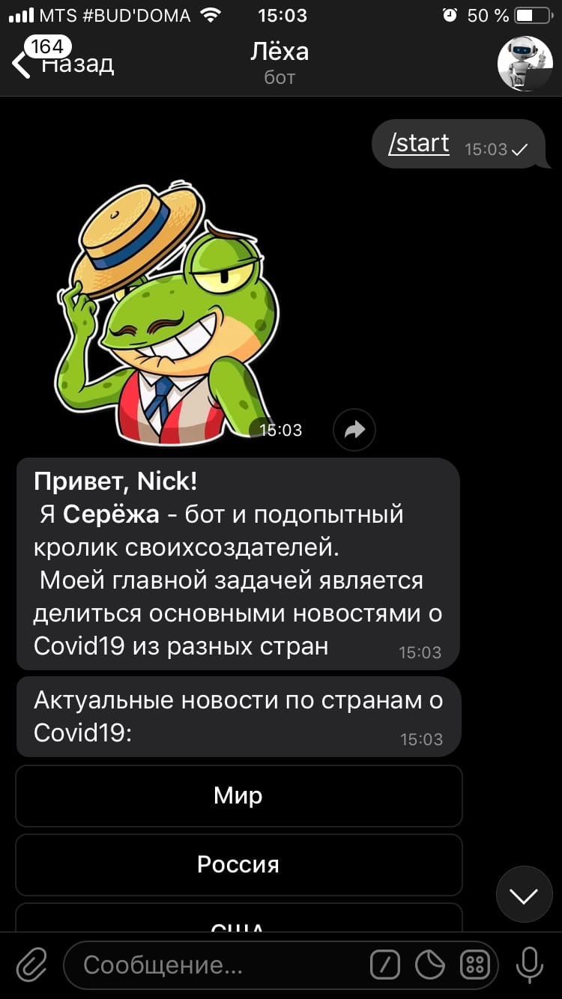 MTS #BUD'DOMA 15:03 50 %
164
Назад
Лёха
бот
/start 15:03
15:03
Привет, Nick!
Я Серёжа - бот и подопытный
кролик своихсоздателей.
Моей главной задачей является
делиться основными новостями о
Covid19 из разных стран 15:03
Актуальные новости по странам о
Covid19: 15:03
Мир
Россия
США
Сообщение...